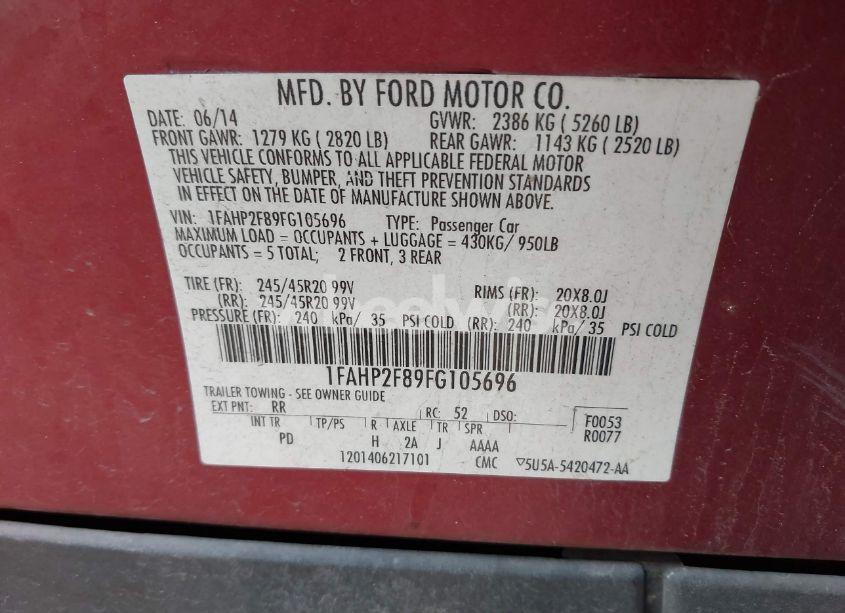 MFD. BY FORD MOTOR CO.
DATE: 06/14 GVWR: 2386 KG ( 5260 LB)
FRONT GAWR: 1279 KG ( 2820 LB) REAR GAWR: 1143 KG ( 2520 LB)
THIS VEHICLE CONFORMS TO ALL APPLICABLE FEDERAL MOTOR
VEHICLE SAFETY, BUMPER, AND THEFT PREVENTION STANDARDS
IN EFFECT ON THE DATE OF MANUFACTURE SHOWN ABOVE.
VIN: 1FAHP2F89FG105696 TYPE: Passenger Car
MAXIMUM LOAD = OCCUPANTS + LUGGAGE = 430KG/ 950LB
OCCUPANTS = 5 TOTAL; 2 FRONT, 3 REAR
TIRE (FR): 245/45R20 99V RIMS (FR): 20X8.0J
(RR): 245/45R20 99V (RR): 20X8.0J
PRESSURE (FR): 240 kPa/ 35 PSI COLD (RR): 240 kPa/ 35 PSI COLD
1FAHP2F89FG105696
TRAILER TOWING - SEE OWNER GUIDE
EXT PNT: RR RC: 52 DSO: F0053
INT TR TP/PS R AXLE TR SPR R0077
PD H 2A J AAAA
1201406217101 CMC ▽5U5A-5420472-AA